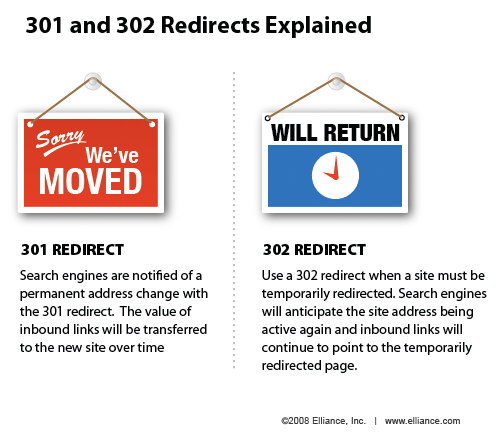 301 and 302 Redirects Explained
Sorry
We've
MOVED
301 REDIRECT
Search engines are notified of a
permanent address change with
the 301 redirect.  The value of
inbound links will be transferred
to the new site over time
WILL RETURN
302 REDIRECT
Use a 302 redirect when a site must be
temporarily redirected. Search engines
will anticipate the site address being
active again and inbound links will
continue to point to the temporarily
redirected page.
©2008 Elliance, Inc.   |   www.elliance.com